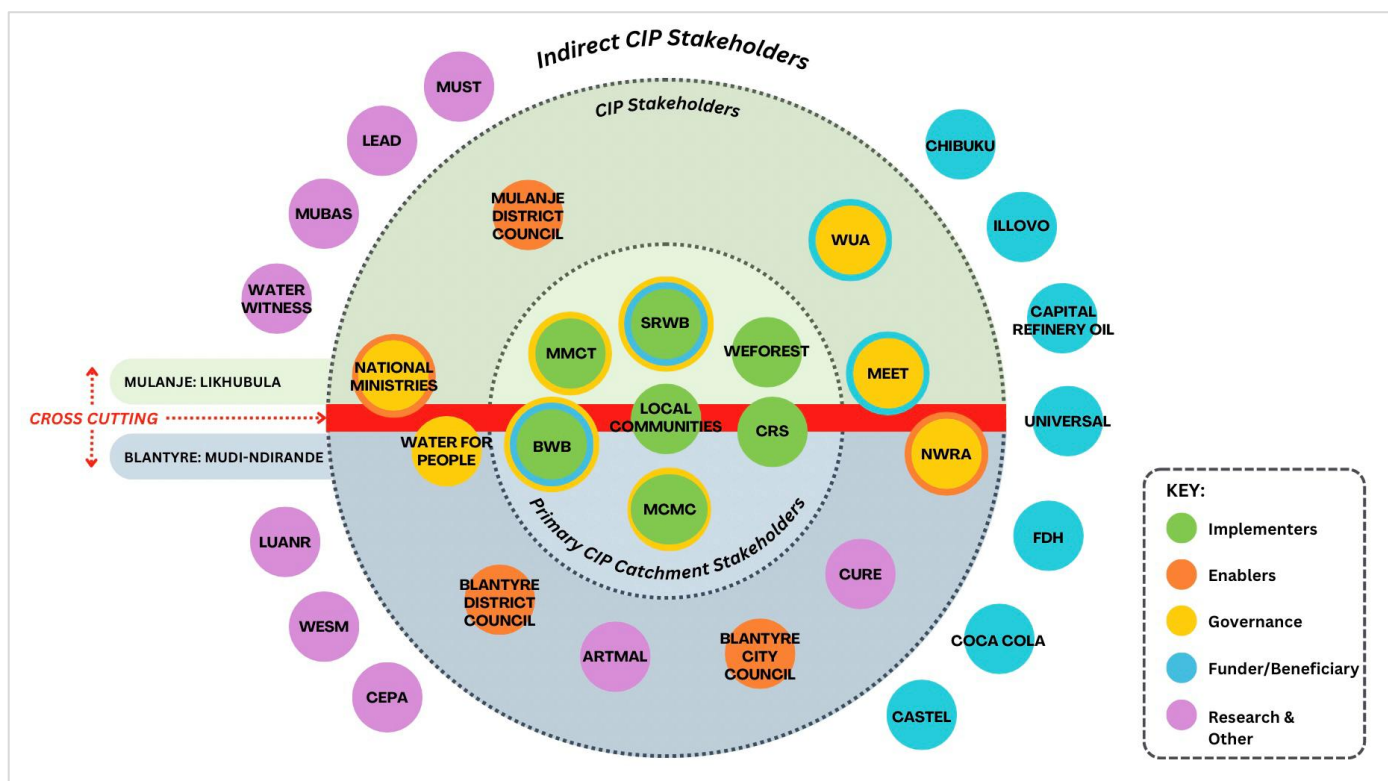 Indirect CIP Stakeholders
CIP Stakeholders
MUST
LEAD
MUBAS
WATER
WITNESS
MULANJE
DISTRICT
COUNCIL
WUA
CHIBUKU
ILLOVO
CAPITAL
REFINERY OIL
SRWB
MMCT
WEFOREST
NATIONAL
MINISTRIES
MEET
MULANJE: LIKHUBULA
CROSS CUTTING
BLANTYRE: MUDI-NDIRANDE
LOCAL
COMMUNITIES
CRS
BWB
WATER FOR
PEOPLE
NWRA
UNIVERSAL
MCMC
Primary CIP Catchment Stakeholders
LUANR
WESM
CEPA
BLANTYRE
DISTRICT
COUNCIL
ARTMAL
BLANTYRE
CITY
COUNCIL
CURE
FDH
COCA COLA
CASTEL
KEY:
Implementers
Enablers
Governance
Funder/Beneficiary
Research &
Other